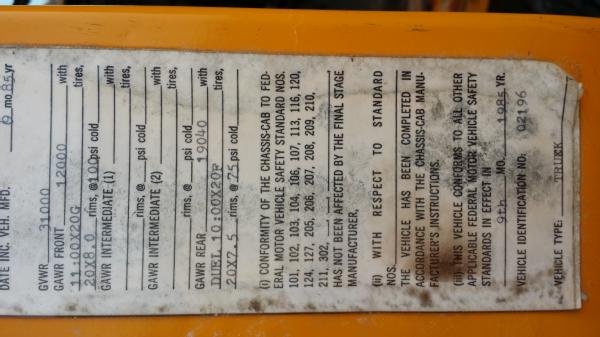 DATE INC. VEH. MFD. 9 mo 85 yr
GVWR 31000
GAWR FRONT 12000 with
11:00X20G tires,
20X8.0 rims, @ 100 psi cold
GAWR INTERMEDIATE (1) with
tires,
rims, @ psi cold
GAWR INTERMEDIATE (2) with
tires,
rims, @ psi cold
GAWR REAR 19040 with
DUEL 10:00X20F tires,
20X7.5 rims, @ 75 psi cold
(i) CONFORMITY OF THE CHASSIS-CAB TO FED-
ERAL MOTOR VEHICLE SAFETY STANDARD NOS.
101, 102, 103, 104, 106, 107, 113, 116, 120,
124, 127, 205, 206, 207, 208, 209, 210,
211, 302,
HAS NOT BEEN AFFECTED BY THE FINAL STAGE
MANUFACTURER.
(ii) WITH RESPECT TO STANDARD
NOS.
THE VEHICLE HAS BEEN COMPLETED IN
ACCORDANCE WITH THE CHASSIS-CAB MANU-
FACTURER'S INSTRUCTIONS.
(iii) THIS VEHICLE CONFORMS TO ALL OTHER
APPLICABLE FEDERAL MOTOR VEHICLE SAFETY
STANDARDS IN EFFECT IN
9th MO. 1985 YR.
VEHICLE IDENTIFICATION NO: Q2196
VEHICLE TYPE: TRUCK